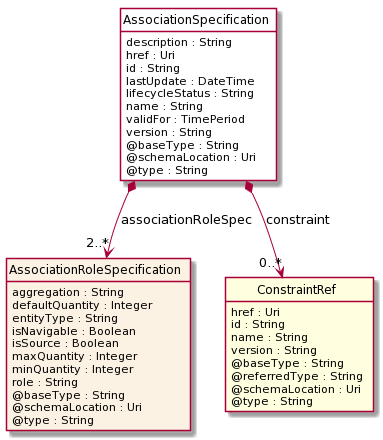 AssociationSpecification
description : String
href : Uri
id : String
lastUpdate : DateTime
lifecycleStatus : String
name : String
validFor : TimePeriod
version : String
@baseType : String
@schemaLocation : Uri
@type : String
associationRoleSpec
constraint
2..*
0..*
AssociationRoleSpecification
aggregation : String
defaultQuantity : Integer
entityType : String
isNavigable : Boolean
isSource : Boolean
maxQuantity : Integer
minQuantity : Integer
role : String
@baseType : String
@schemaLocation : Uri
@type : String
ConstraintRef
href : Uri
id : String
name : String
version : String
@baseType : String
@referredType : String
@schemaLocation : Uri
@type : String